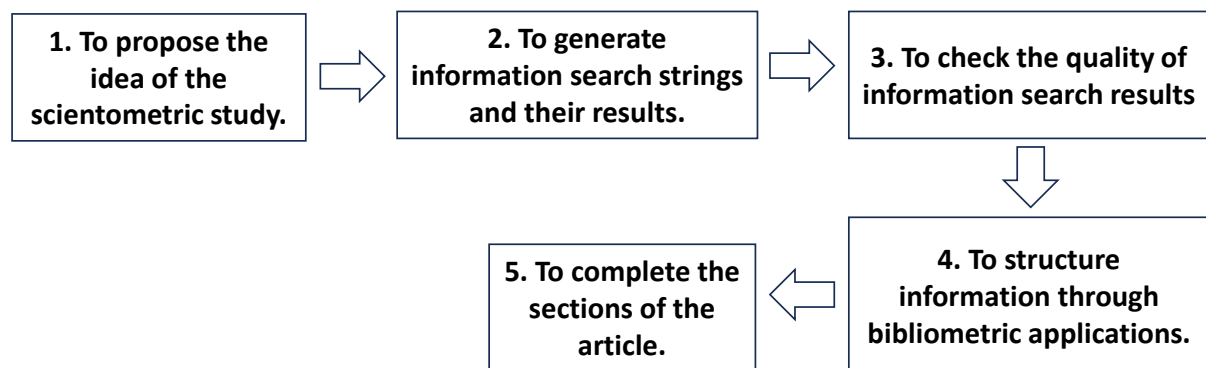 1. To propose the
idea of the
scientometric study.
2. To generate
information search strings
and their results.
3. To check the quality of
information search results
4. To structure
information through
bibliometric applications.
5. To complete the
sections of the
article.